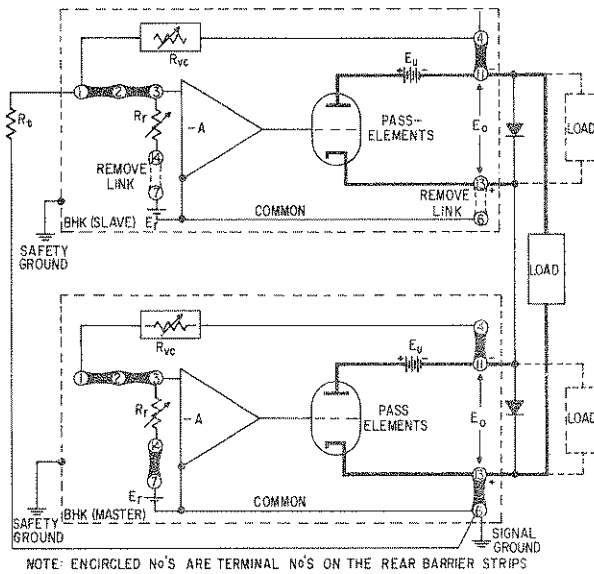 4
Rvc
Eu
+ -
11 -
1 2 3
Rt
Rr
-A
PASS-
ELEMENTS
Eo
LOAD
14
REMOVE
LINK
7
13 +
REMOVE
LINK
Er
COMMON
6
BHK (SLAVE)
SAFETY
GROUND
LOAD
4
Rvc
Eu
+ -
11 -
1 2 3
Rr
-A
PASS
ELEMENTS
Eo
LOAD
14
7
13 +
Er
COMMON
6
BHK (MASTER)
SAFETY
GROUND
SIGNAL
GROUND
NOTE: ENCIRCLED No'S ARE TERMINAL No'S ON THE REAR BARRIER STRIPS